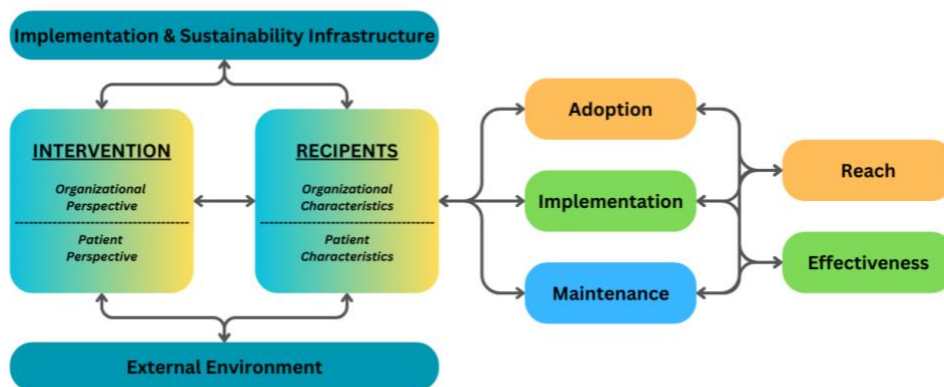 Implementation & Sustainability Infrastructure
INTERVENTION
Organizational
Perspective
Patient
Perspective
RECIPENTS
Organizational
Characteristics
Patient
Characteristics
External Environment
Adoption
Implementation
Maintenance
Reach
Effectiveness